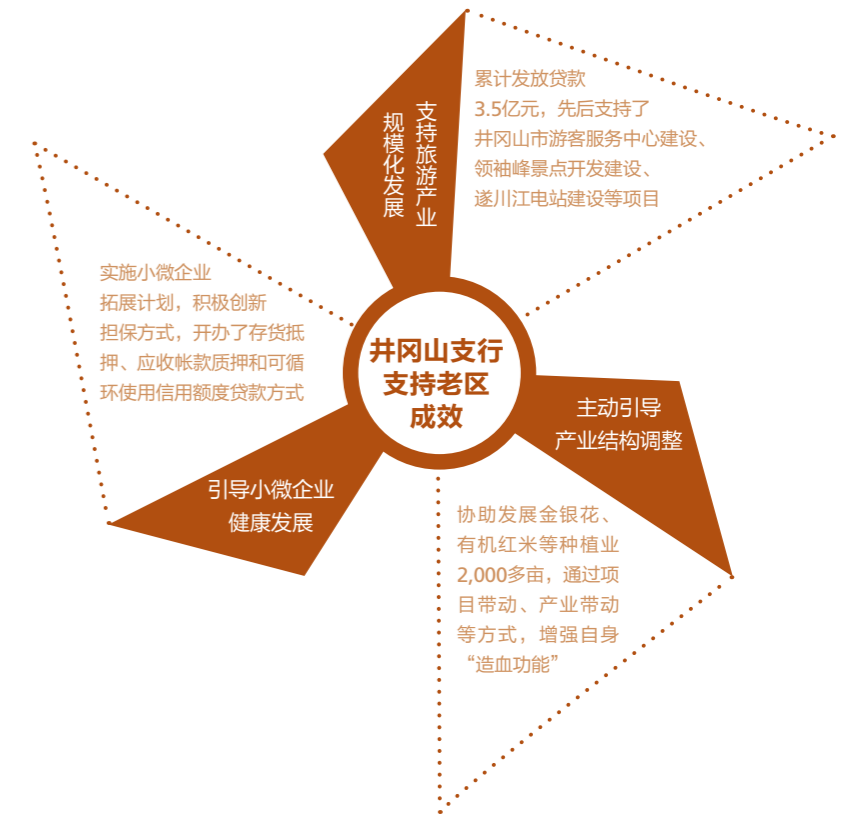 支持旅游产业
规模化发展
累计发放贷款
3.5亿元，先后支持了
井冈山市游客服务中心建设、
领袖峰景点开发建设、
遂川江电站建设等项目
实施小微企业
拓展计划，积极创新
担保方式，开办了存货抵
押、应收帐款质押和可循
环使用信用额度贷款方式
井冈山支行
支持老区
成效
主动引导
产业结构调整
引导小微企业
健康发展
协助发展金银花、
有机红米等种植业
2,000多亩，通过项
目带动、产业带动
等方式，增强自身
“造血功能”